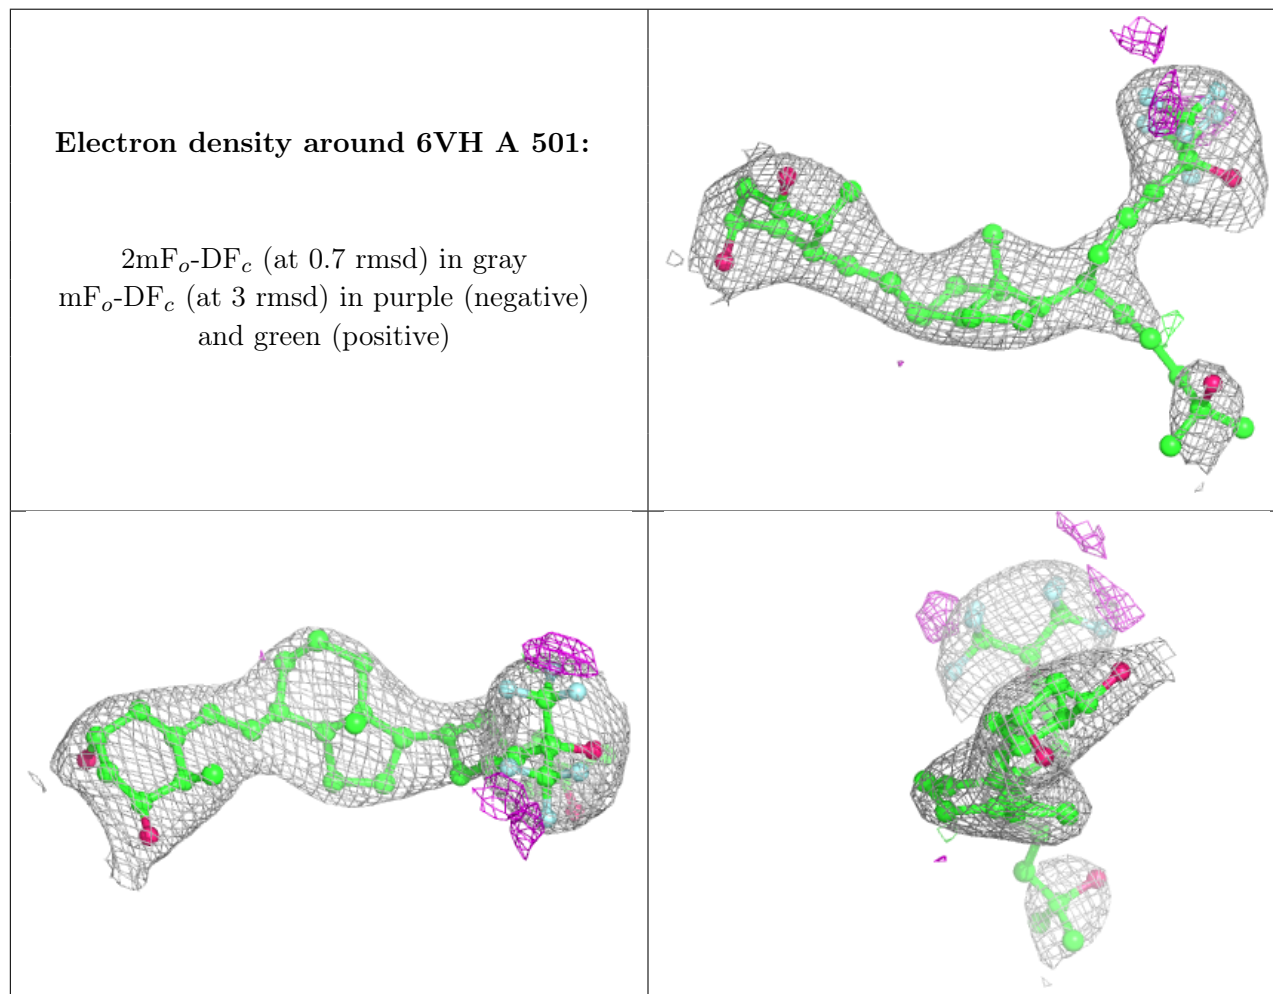 Electron density around 6VH A 501:
2mFo-DFc (at 0.7 rmsd) in gray
mFo-DFc (at 3 rmsd) in purple (negative)
and green (positive)